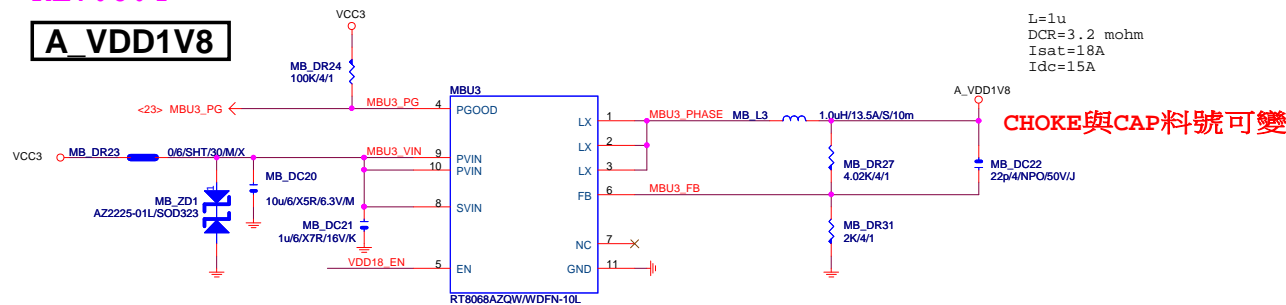 A_VDD1V8
VCC3
MB_DR24
100K/4/1
<23> MBU3_PG
MBU3_PG
4
PGOOD
MBU3
VCC3
MB_DR23
0/6/SHT/30/M/X
MBU3_VIN
9
PVIN
10
PVIN
8
SVIN
MB_ZD1
AZ2225-01L/SOD323
1
MB_DC20
10u/6/X5R/6.3V/M
MB_DC21
1u/6/X7R/16V/K
VDD18_EN
5
EN
LX
1
LX
2
LX
3
FB
6
NC
7
GND
11
RT8068AZQW/WDFN-10L
MBU3_PHASE
MB_L3
1.0uH/13.5A/S/10m
MB_DR27
4.02K/4/1
MBU3_FB
MB_DR31
2K/4/1
A_VDD1V8
MB_DC22
22p/4/NPO/50V/J
L=1u
DCR=3.2 mohm
Isat=18A
Idc=15A
CHOKE與CAP料號可變